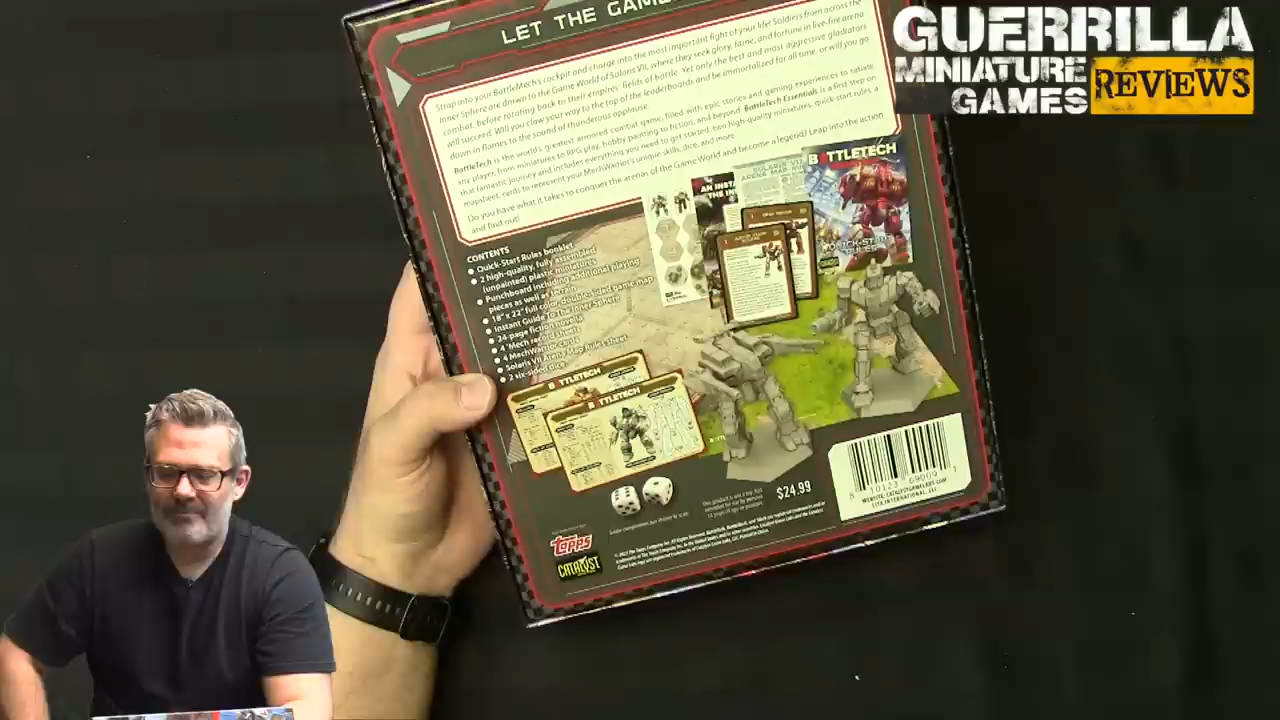 LET THE GAME
Strap into your BattleMech's cockpit and charge into the most important fight of your life! Soldiers from across the
Inner Sphere are drawn to the Game World of Solaris VII, where they seek glory, fame, and fortune in live-fire arena
combat, before rotating back to their empires' fields of battle. Yet only the best and most aggressive gladiators
will succeed. Will you claw your way to the top of the leaderboards and be immortalized for all time, or will you go
down in flames to the sound of thunderous applause.
BattleTech is the world's greatest armored combat game, filled with epic stories and gaming experiences to satiate
any player, from miniatures to RPG play, hobby painting to fiction, and beyond. BattleTech Essentials is a first step on
that fantastic journey and includes everything you need to get started: two high-quality miniatures, quick-start rules, a
mapsheet, cards to represent your MechWarrior's unique skills, dice, and more.
Do you have what it takes to conquer the arenas of the Game World and become a legend? Leap into the action
and find out!
CONTENTS
● Quick-Start Rules booklet
● 2 high-quality, fully assembled
(unpainted) plastic miniatures
● Punchboard including additional playing
pieces as well as terrain
● 18" x 22" full color, double-sided game map
● Instant Guide To The Inner Sphere
● 24-page fiction novella
● 4 'Mech record sheets
● 4 MechWarrior cards
● Solaris VII Arena Map Rules Sheet
● 2 six-sided dice
AN INSTA
THE IN
SOLARIS VII
BATTLETECH
QUICK-START
RULES
BATTLETECH
BATTLETECH
$24.99
WEBSITE: CATALYSTGAMELABS.COM
Topps
CATALYST
GUERRILLA
MINIATURE
GAMES
REVIEWS